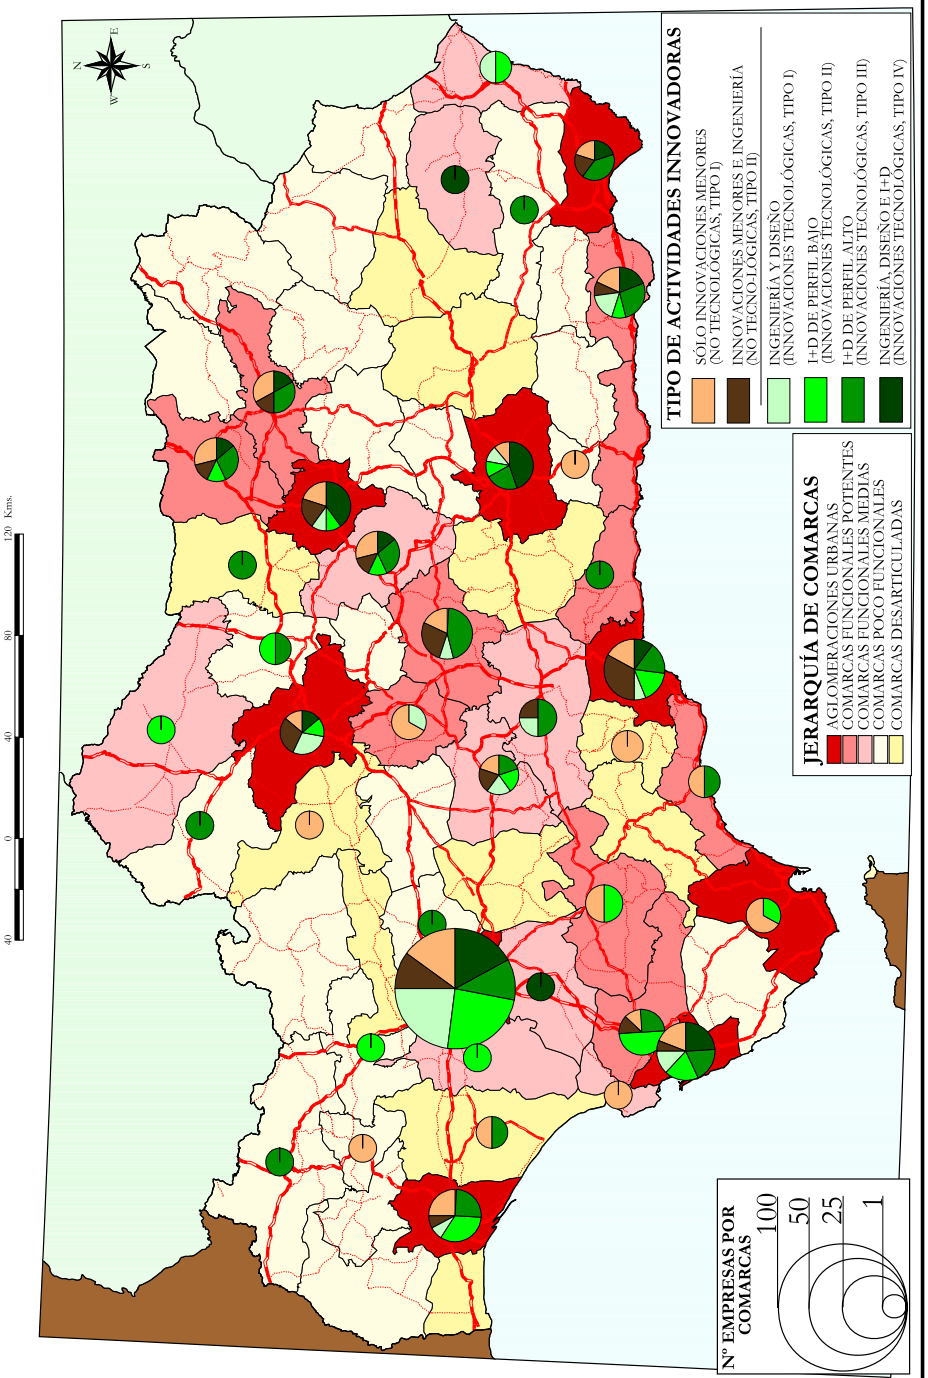 N
E
S
W
40
0
40
80
120 Kms.
TIPO DE ACTIVIDADES INNOVADORAS
SÓLO INNOVACIONES MENORES
(NO TECNOLÓGICAS, TIPO I)
INNOVACIONES MENORES E INGENIERÍA
(NO TECNO-LÓGICAS, TIPO II)
INGENIERÍA Y DISEÑO
(INNOVACIONES TECNOLÓGICAS, TIPO I)
I+D DE PERFIL BAJO
(INNOVACIONES TECNOLÓGICAS, TIPO II)
I+D DE PERFIL ALTO
(INNOVACIONES TECNOLÓGICAS, TIPO III)
INGENIERÍA, DISEÑO E I+D
(INNOVACIONES TECNOLÓGICAS, TIPO IV)
JERARQUÍA DE COMARCAS
AGLOMERACIONES URBANAS
COMARCAS FUNCIONALES POTENTES
COMARCAS FUNCIONALES MEDIAS
COMARCAS POCO FUNCIONALES
COMARCAS DESARTICULADAS
Nº EMPRESAS POR
COMARCAS
100
50
25
1